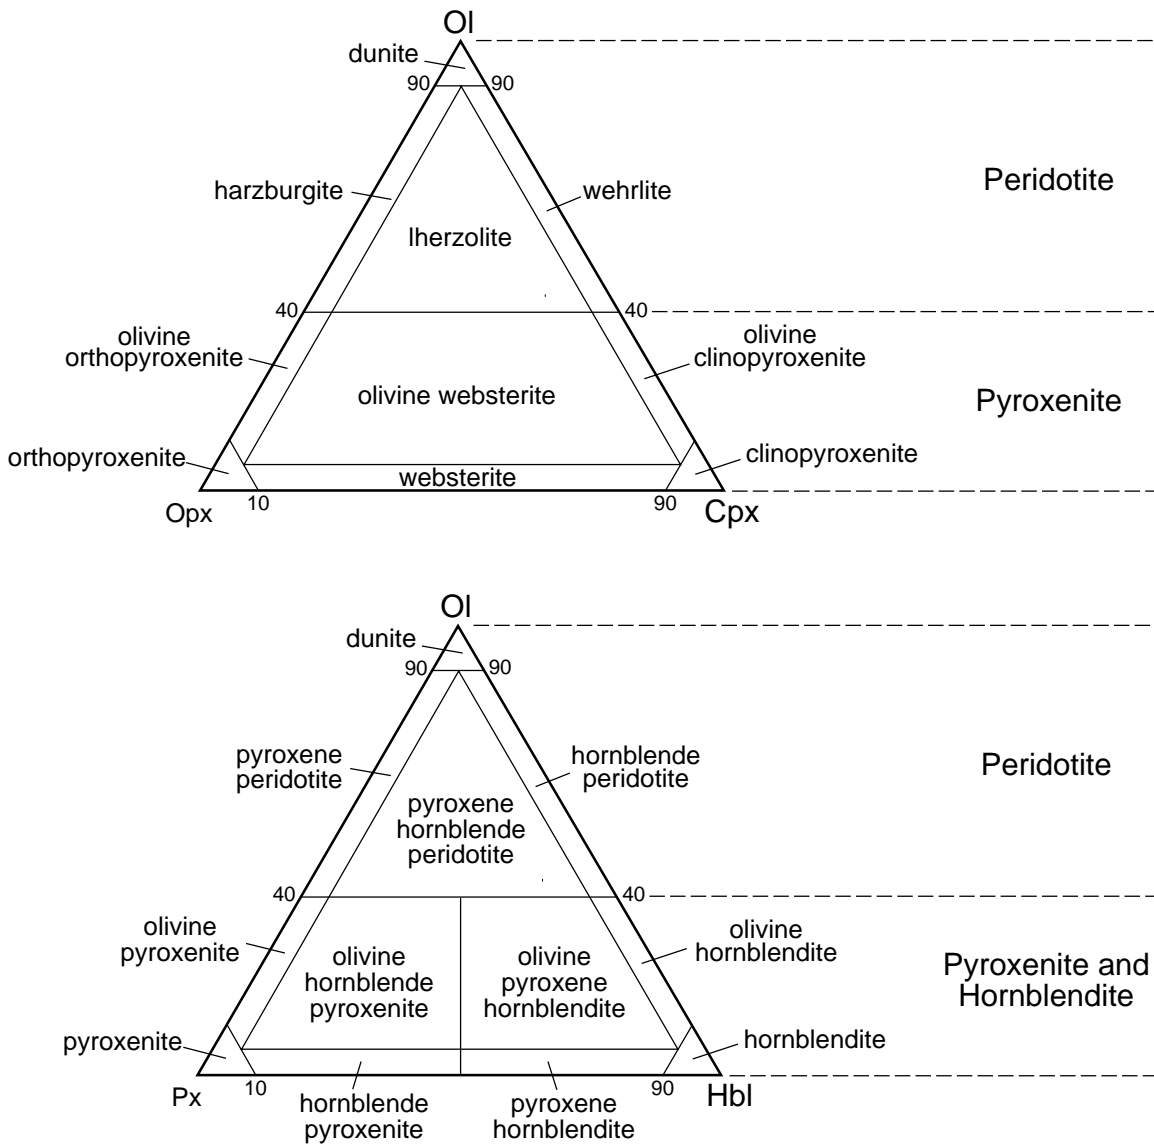 Ol
dunite
90
90
harzburgite
wehrlite
Peridotite
lherzolite
40
40
olivine
orthopyroxenite
olivine
clinopyroxenite
olivine websterite
Pyroxenite
orthopyroxenite
clinopyroxenite
websterite
Opx
10
90
Cpx
Ol
dunite
90
90
pyroxene
peridotite
hornblende
peridotite
Peridotite
pyroxene
hornblende
peridotite
40
40
olivine
pyroxenite
olivine
hornblende
pyroxenite
olivine
pyroxene
hornblendite
olivine
hornblendite
Pyroxenite and
Hornblendite
pyroxenite
hornblendite
Px
10
90
Hbl
hornblende
pyroxenite
pyroxene
hornblendite